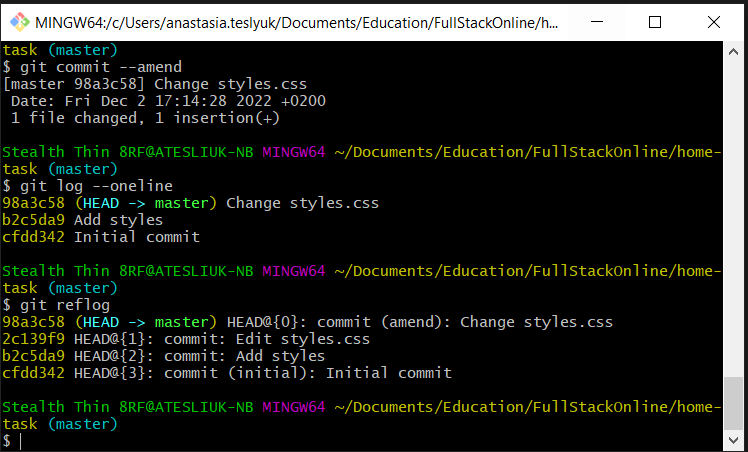 MINGW64:/c/Users/anastasia.teslyuk/Documents/Education/FullStackOnline/h...
task (master)
$ git commit --amend
[master 98a3c58] Change styles.css
 Date: Fri Dec 2 17:14:28 2022 +0200
 1 file changed, 1 insertion(+)
Stealth Thin 8RF@ATESLIUK-NB MINGW64 ~/Documents/Education/FullStackOnline/home-
task (master)
$ git log --oneline
98a3c58 (HEAD -> master) Change styles.css
b2c5da9 Add styles
cfdd342 Initial commit
Stealth Thin 8RF@ATESLIUK-NB MINGW64 ~/Documents/Education/FullStackOnline/home-
task (master)
$ git reflog
98a3c58 (HEAD -> master) HEAD@{0}: commit (amend): Change styles.css
2c139f9 HEAD@{1}: commit: Edit styles.css
b2c5da9 HEAD@{2}: commit: Add styles
cfdd342 HEAD@{3}: commit (initial): Initial commit
Stealth Thin 8RF@ATESLIUK-NB MINGW64 ~/Documents/Education/FullStackOnline/home-
task (master)
$